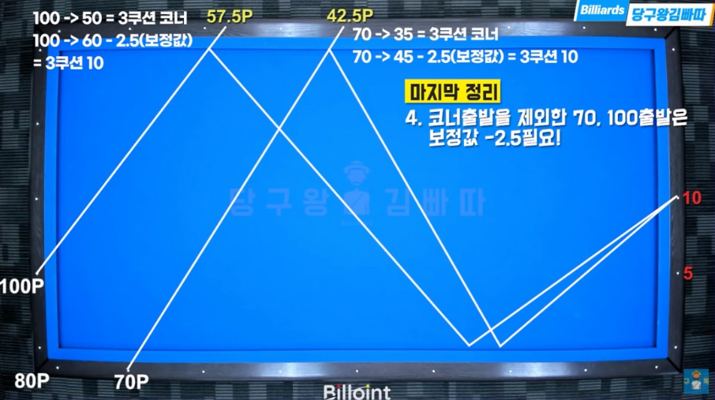 100 -> 50 = 3쿠션 코너
57.5P
42.5P
Billiards 당구왕김빠따
100 -> 60 - 2.5(보정값)
= 3쿠션 10
70 -> 35 = 3쿠션 코너
70 -> 45 - 2.5(보정값) = 3쿠션 10
마지막 정리
4. 코너출발을 제외한 70, 100출발은
보정값 -2.5필요!
당구왕 김빠따
10
5
100P
80P
70P
Billoint